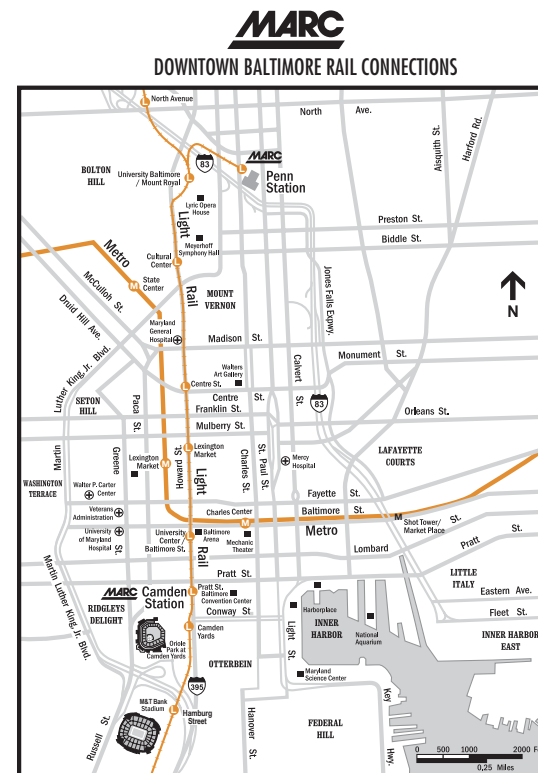 MARC
DOWNTOWN BALTIMORE RAIL CONNECTIONS
North Avenue
North Ave.
Aisquith St.
Harford Rd.
BOLTON
HILL
83
MARC
Penn
Station
University Baltimore
/ Mount Royal
Light
Lyric Opera
House
Preston St.
Meyerhoff
Symphony Hall
Biddle St.
Metro
Cultural
Center
Jones Falls Expwy.
McCulloh St.
State
Center
Rail
MOUNT
VERNON
N
Druid Hill Ave.
Maryland
General
Hospital
Madison St.
Luther King, Jr. Blvd.
Walters
Art Gallery
Calvert St.
Monument St.
Centre St.
SETON
HILL
Paca St.
Centre St.
83
Franklin St.
Orleans St.
Mulberry St.
Martin
Greene St.
Lexington
Market
Howard St.
Lexington
Market
Light
Charles St.
St. Paul St.
Mercy
Hospital
LAFAYETTE
COURTS
WASHINGTON
TERRACE
Walter P. Carter
Center
Fayette St.
Veterans
Administration
Charles Center
Baltimore St.
Shot Tower/
Market Place
University
of Maryland
Hospital
University
Center /
Baltimore St.
Baltimore
Arena
Mechanic
Theater
Metro
Lombard St.
Pratt St.
Rail
Martin Luther King, Jr. Blvd.
Pratt St.
LITTLE
ITALY
MARC
Camden
Station
Pratt St.
Baltimore
Convention Center
Eastern Ave.
RIDGLEYS
DELIGHT
Conway St.
Harborplace
Fleet St.
Camden
Yards
Light St.
INNER
HARBOR
National
Aquarium
INNER HARBOR
EAST
Oriole
Park at
Camden Yards
OTTERBEIN
Maryland
Science Center
395
M&T Bank
Stadium
Hamburg
Street
Russell St.
Hanover St.
FEDERAL
HILL
Key Hwy.
0 500 1000 2000
0.25 Miles